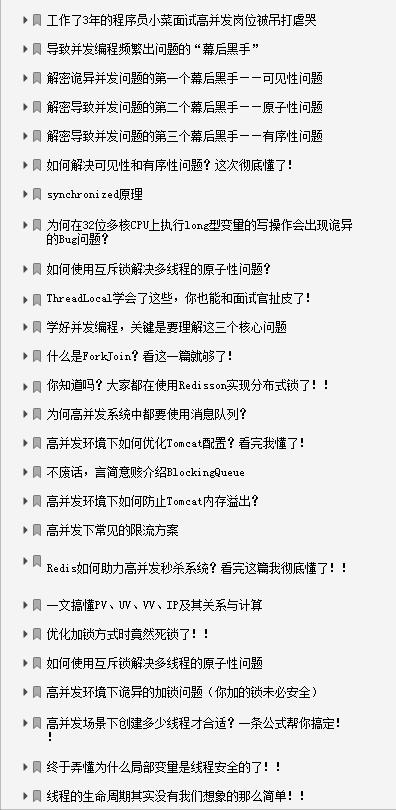 工作了3年的程序员小菜面试高并发岗位被吊打虐哭
导致并发编程频繁出问题的“幕后黑手”
解密诡异并发问题的第一个幕后黑手——可见性问题
解密导致并发问题的第二个幕后黑手——原子性问题
解密导致并发问题的第三个幕后黑手——有序性问题
如何解决可见性和有序性问题？这次彻底懂了！
synchronized原理
为何在32位多核CPU上执行long型变量的写操作会出现诡异
的Bug问题？
如何使用互斥锁解决多线程的原子性问题？
ThreadLocal学会了这些，你也能和面试官扯皮了！
学好并发编程，关键是要理解这三个核心问题
什么是ForkJoin？看这一篇就够了！
你知道吗？大家都在使用Redisson实现分布式锁了！！
为何高并发系统中都要使用消息队列？
高并发环境下如何优化Tomcat配置？看完我懂了！
不废话，言简意赅介绍BlockingQueue
高并发环境下如何防止Tomcat内存溢出？
高并发下常见的限流方案
Redis如何助力高并发秒杀系统？看完这篇我彻底懂了！！
一文搞懂PV、UV、VV、IP及其关系与计算
优化加锁方式时竟然死锁了！！
如何使用互斥锁解决多线程的原子性问题
高并发环境下诡异的加锁问题（你加的锁未必安全）
高并发场景下创建多少线程才合适？一条公式帮你搞定！
！
终于弄懂为什么局部变量是线程安全的了！！
线程的生命周期其实没有我们想象的那么简单！！